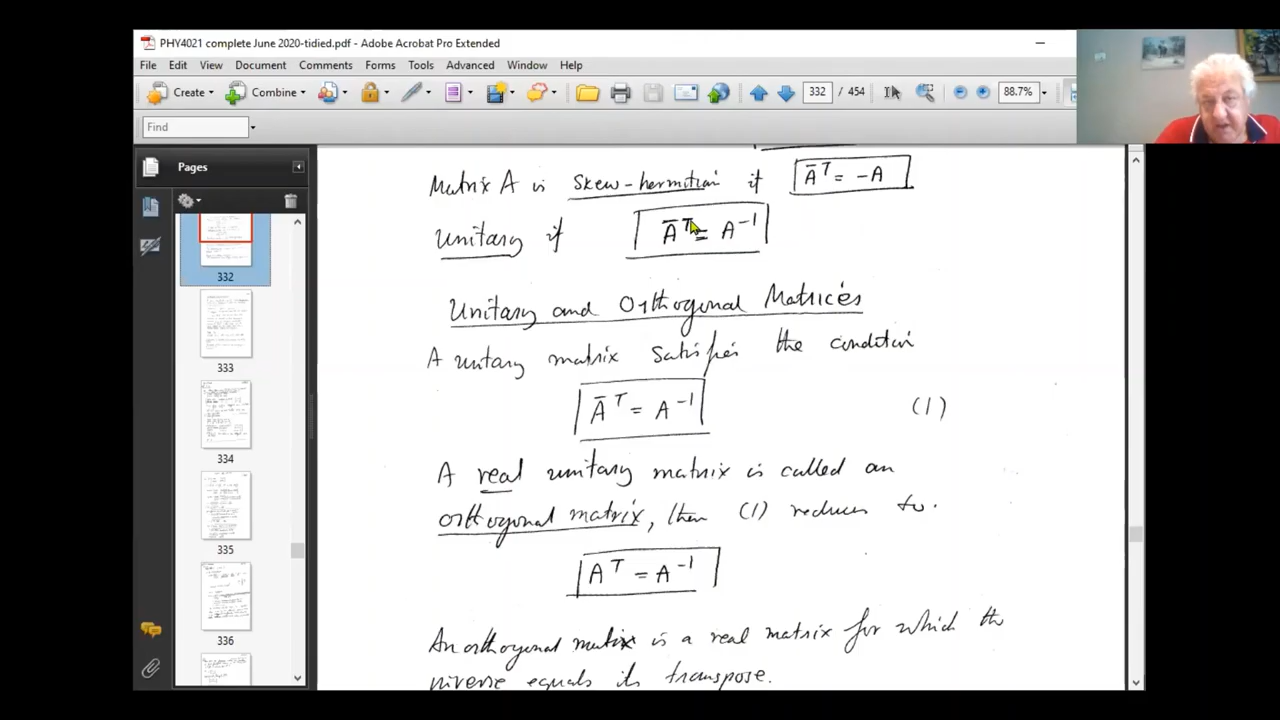 PHY4021 complete June 2020-tidied.pdf - Adobe Acrobat Pro Extended
File Edit View Document Comments Forms Tools Advanced Window Help
Create Combine 332 / 454 88.7%
Find
Pages
332
333
334
335
336
Matrix A is skew-hermitian if Ā^T = -A
Unitary if Ā^T = A^-1
Unitary and Orthogonal Matrices
A untary matrix satisfies the condition
Ā^T = A^-1 (1)
A real unitary matrix is called an
orthogonal matrix, then (1) reduces to.
A^T = A^-1
An orthogonal matrix is a real matrix for which the
inverse equals its transpose.